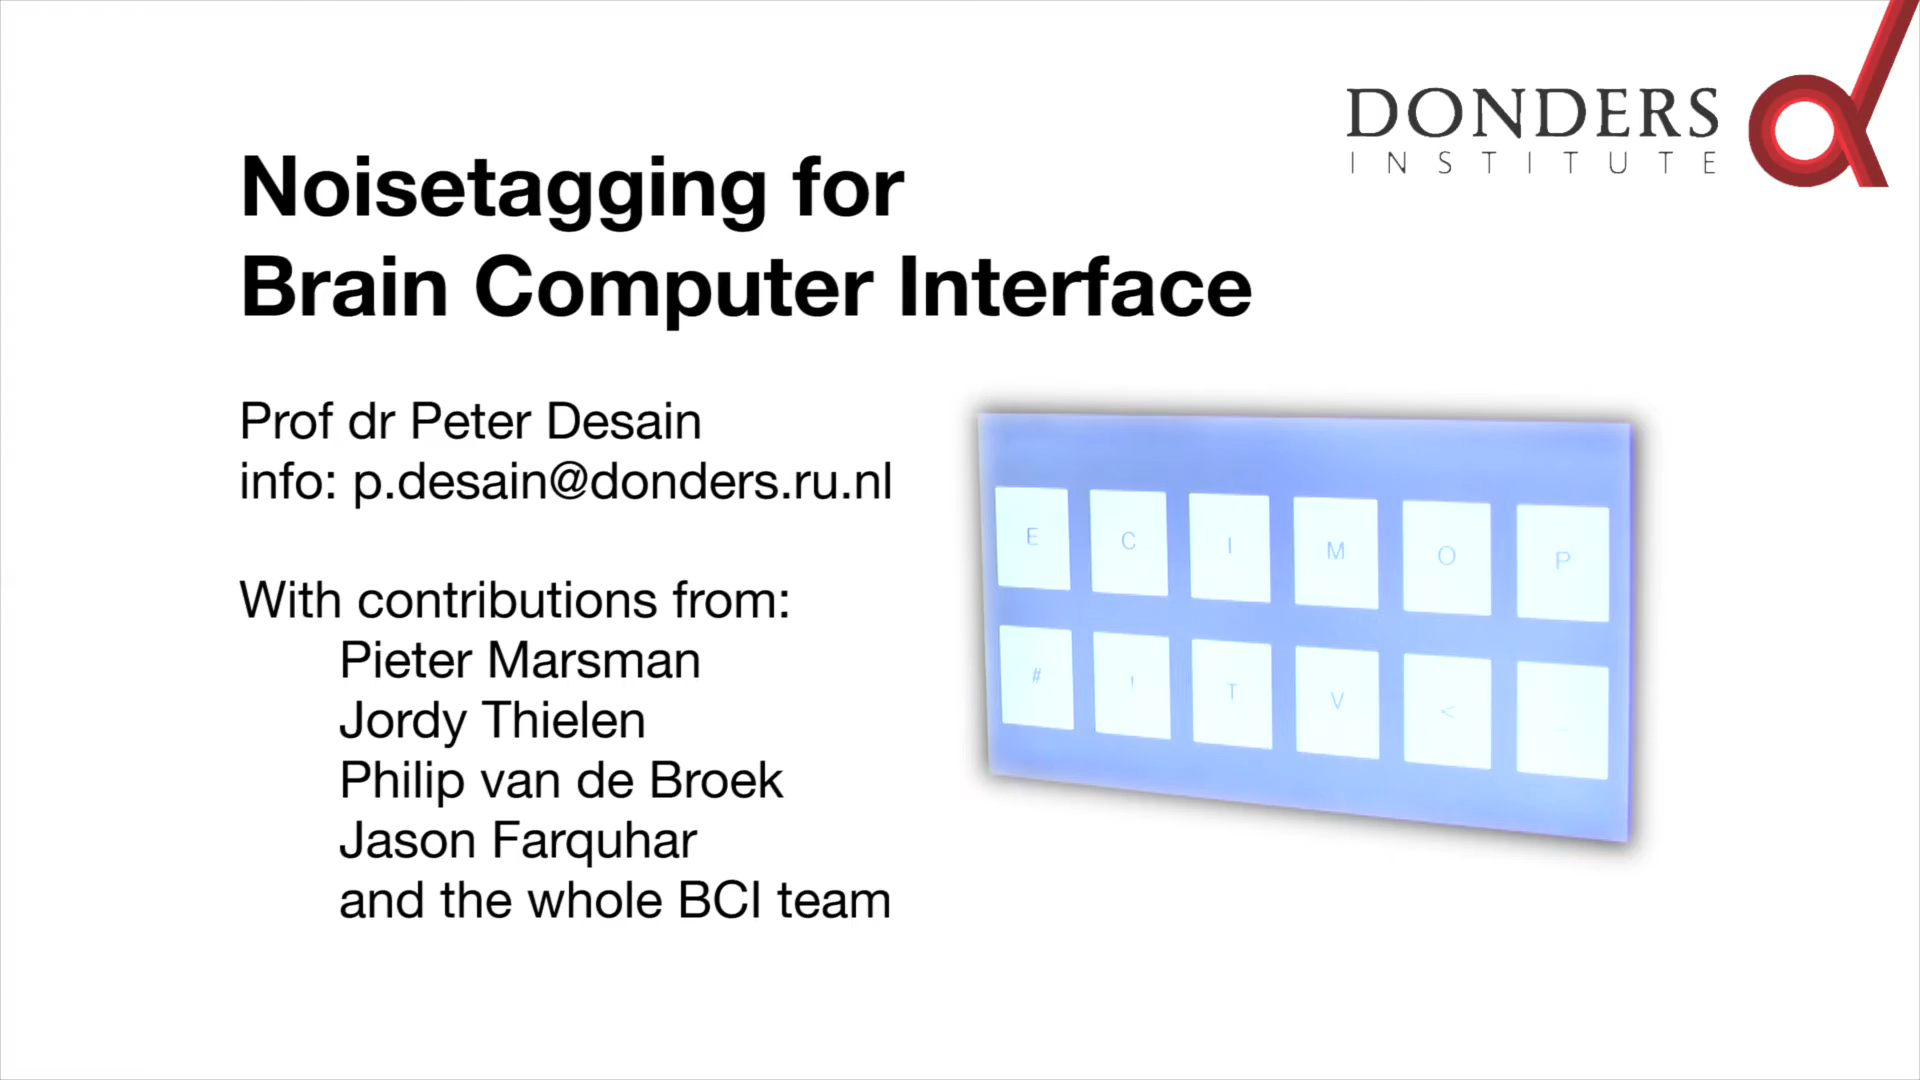 DONDERS
INSTITUTE
Noisetagging for
Brain Computer Interface
Prof dr Peter Desain
info: p.desain@donders.ru.nl
With contributions from:
Pieter Marsman
Jordy Thielen
Philip van de Broek
Jason Farquhar
and the whole BCI team
E C I M O P
# ! T V < _